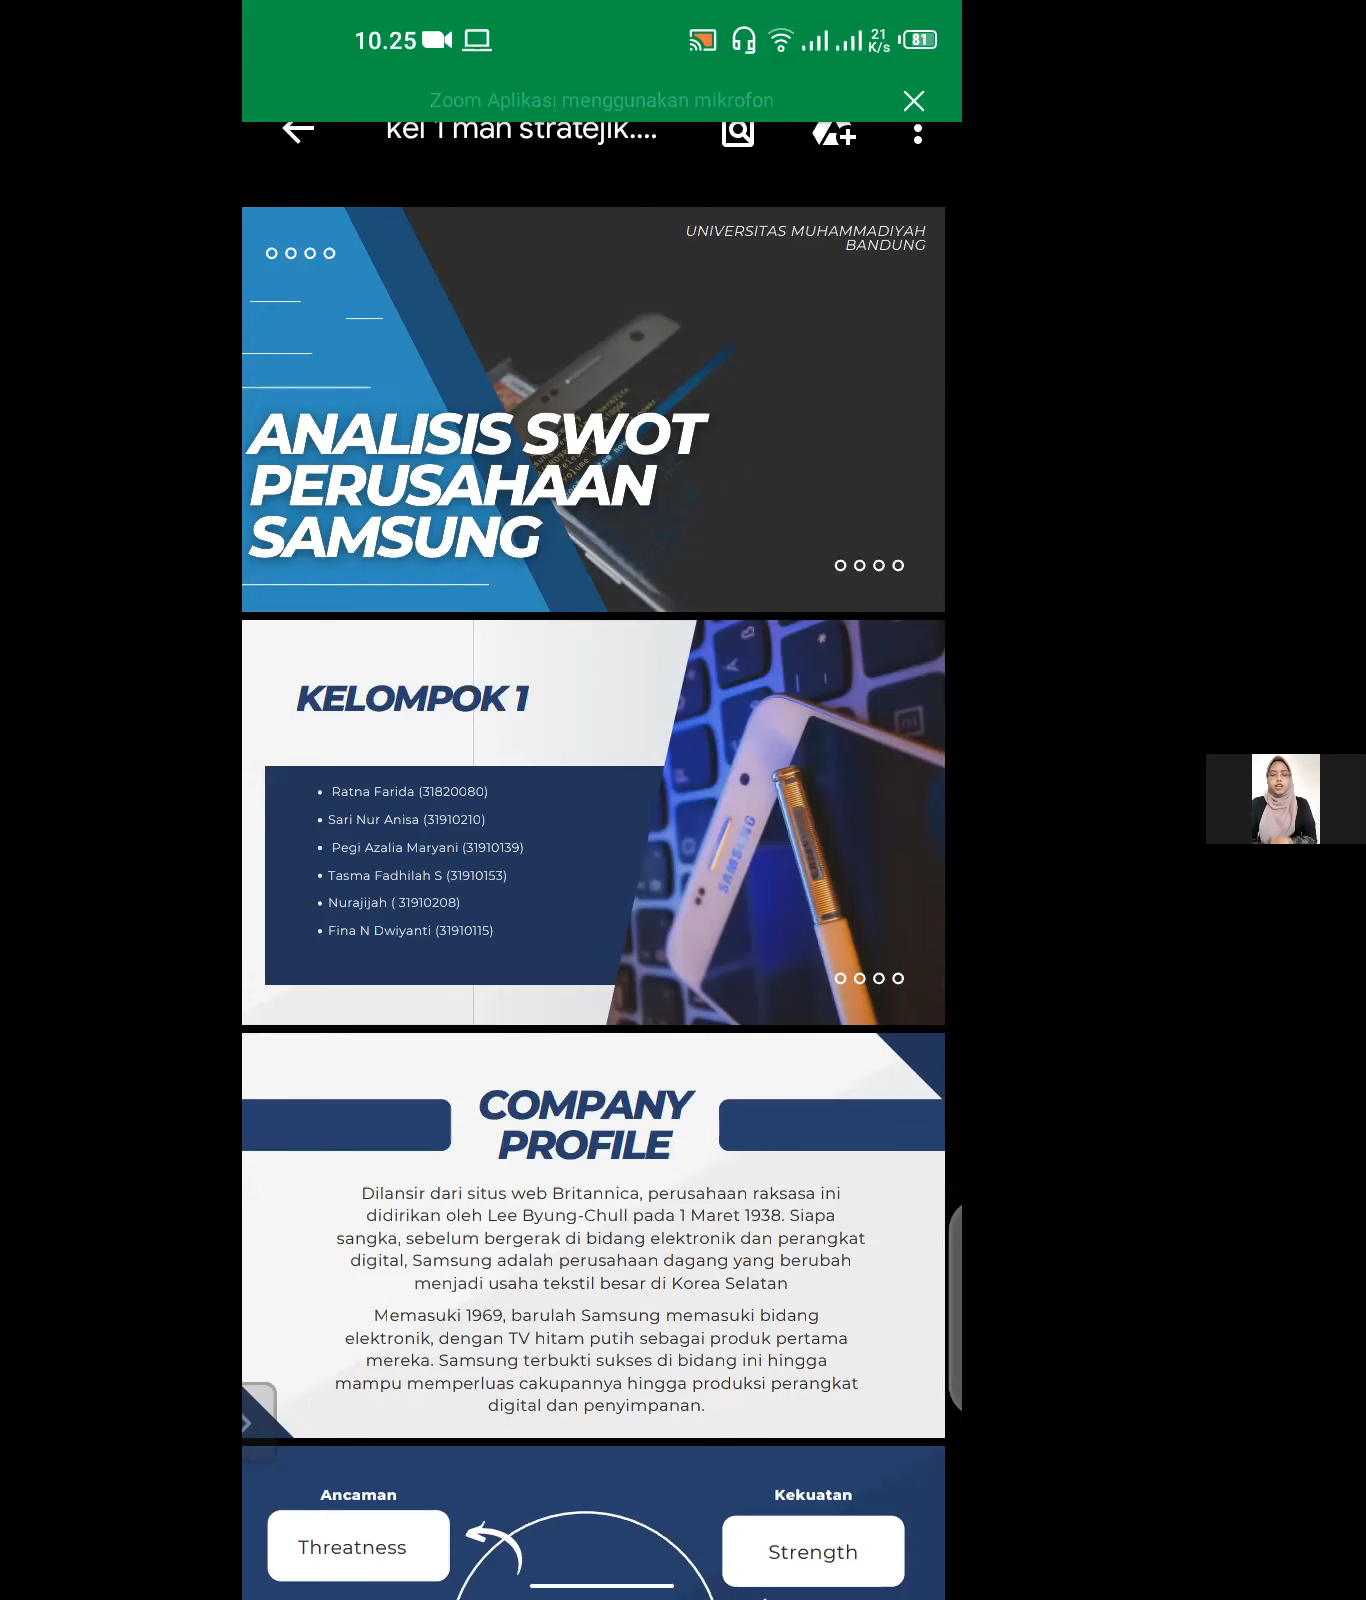 10.25
21
K/s
81
Zoom Aplikasi menggunakan mikrofon
kel 1 man stratejik....
UNIVERSITAS MUHAMMADIYAH
BANDUNG
ANALISIS SWOT
PERUSAHAAN
SAMSUNG
KELOMPOK 1
• Ratna Farida (31820080)
• Sari Nur Anisa (31910210)
• Pegi Azalia Maryani (31910139)
• Tasma Fadhilah S (31910153)
• Nurajijah ( 31910208)
• Fina N Dwiyanti (31910115)
SAMSUNG
COMPANY
PROFILE
Dilansir dari situs web Britannica, perusahaan raksasa ini
didirikan oleh Lee Byung-Chull pada 1 Maret 1938. Siapa
sangka, sebelum bergerak di bidang elektronik dan perangkat
digital, Samsung adalah perusahaan dagang yang berubah
menjadi usaha tekstil besar di Korea Selatan
Memasuki 1969, barulah Samsung memasuki bidang
elektronik, dengan TV hitam putih sebagai produk pertama
mereka. Samsung terbukti sukses di bidang ini hingga
mampu memperluas cakupannya hingga produksi perangkat
digital dan penyimpanan.
Ancaman
Threatness
Kekuatan
Strength